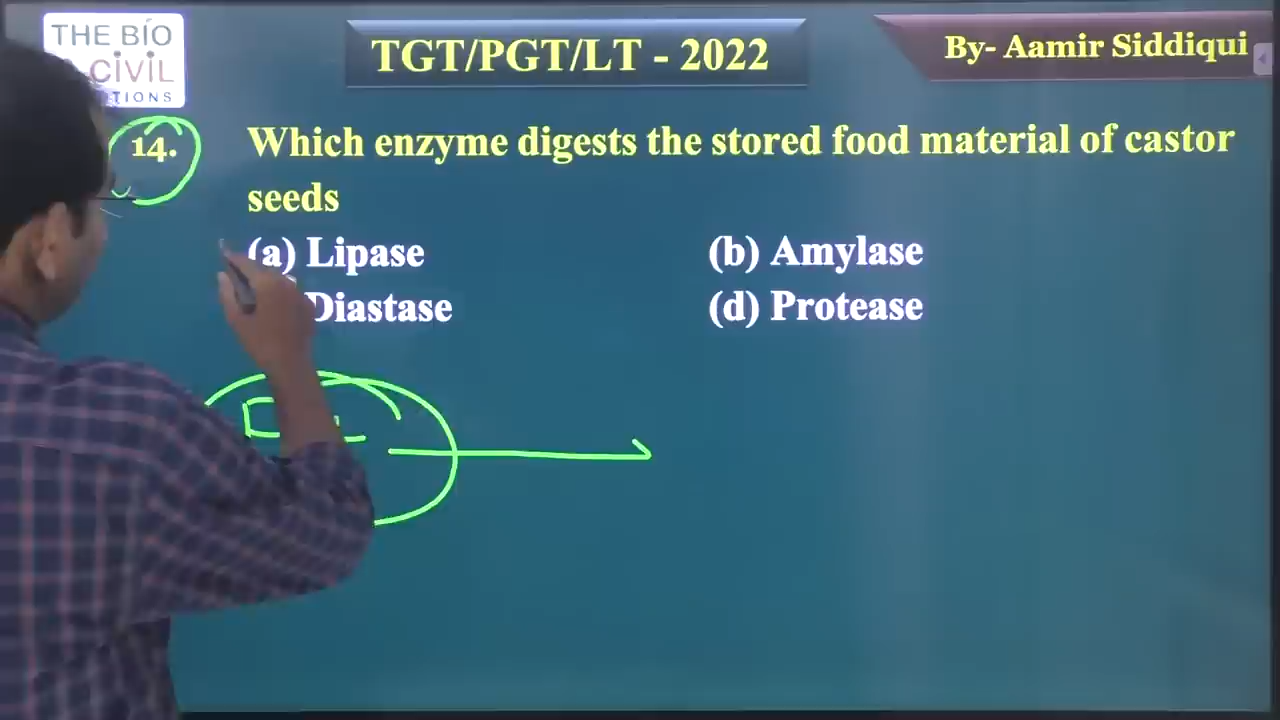 THE BIO
CIVIL
TGT/PGT/LT - 2022
By- Aamir Siddiqui
14.
Which enzyme digests the stored food material of castor
seeds
(a) Lipase
(b) Amylase
Diastase
(d) Protease